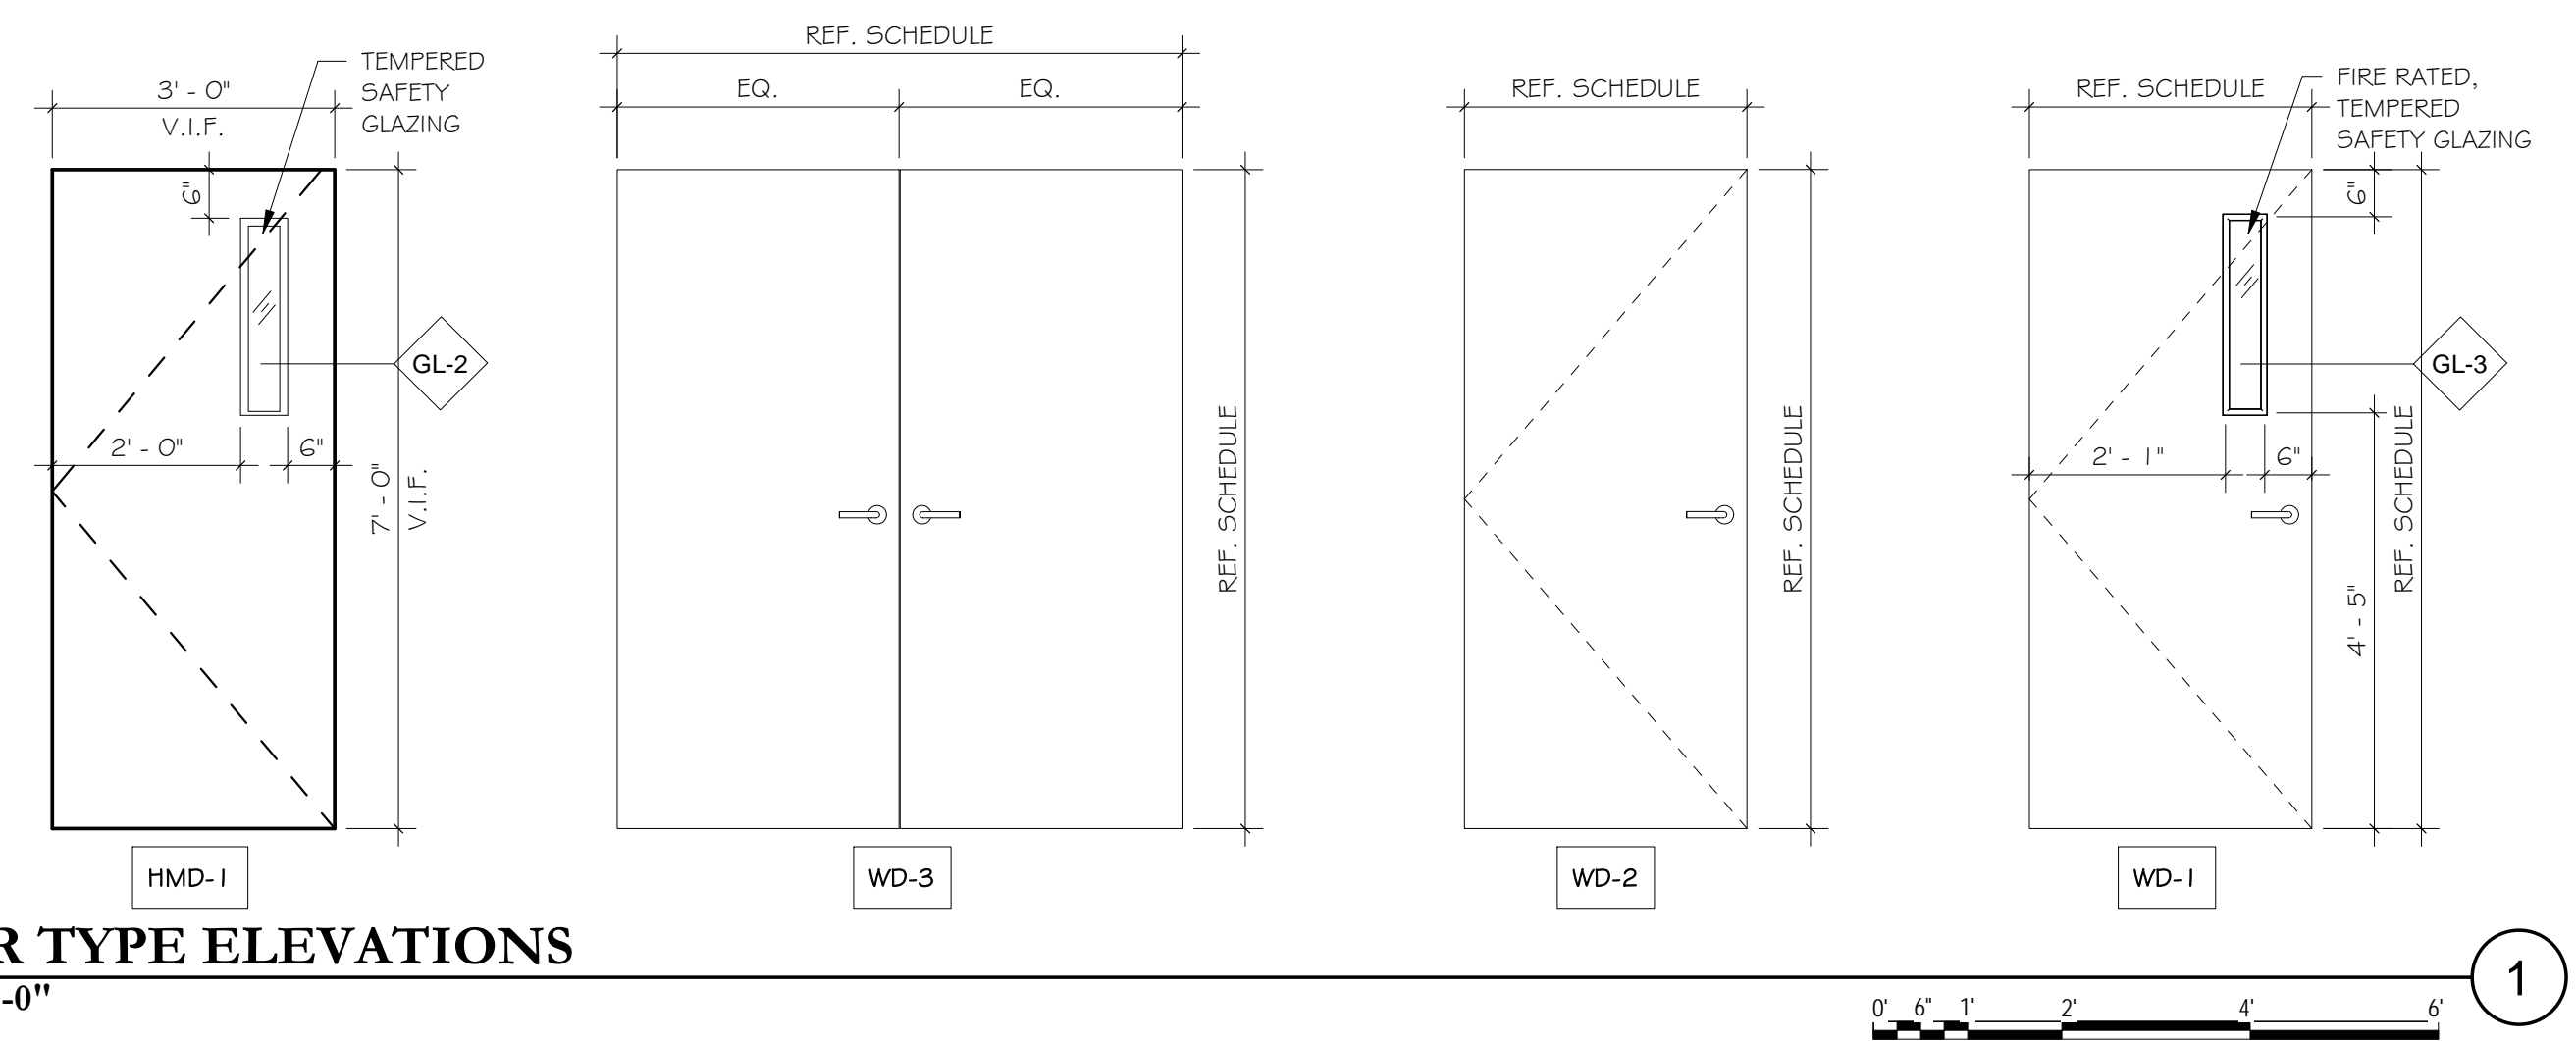 TEMPERED
SAFETY
GLAZING
3' - 0"
V.I.F.
6"
GL-2
2' - 0"
6"
7' - 0"
V.I.F.
HMD-1
REF. SCHEDULE
EQ.
EQ.
REF. SCHEDULE
WD-3
REF. SCHEDULE
REF. SCHEDULE
WD-2
REF. SCHEDULE
FIRE RATED,
TEMPERED
SAFETY GLAZING
6"
GL-3
2' - 1"
6"
4' - 5"
REF. SCHEDULE
WD-1
R TYPE ELEVATIONS
-0"
1
0' 6" 1' 2' 4' 6'